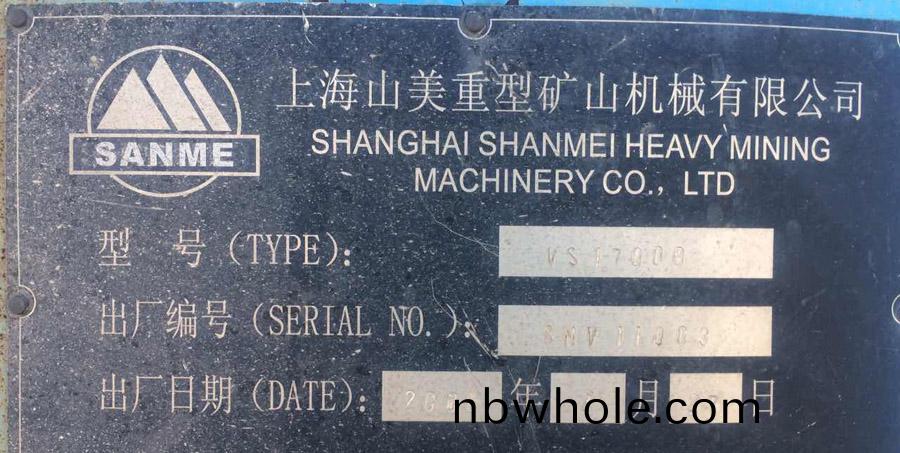 上海山美重型矿山机械有限公司
SANME
SHANGHAI SHANMEI HEAVY MINING
MACHINERY CO., LTD
型 号(TYPE): VSI7000
出厂编号(SERIAL NO.):
出厂日期(DATE): 年 月 日
nbwhole.com